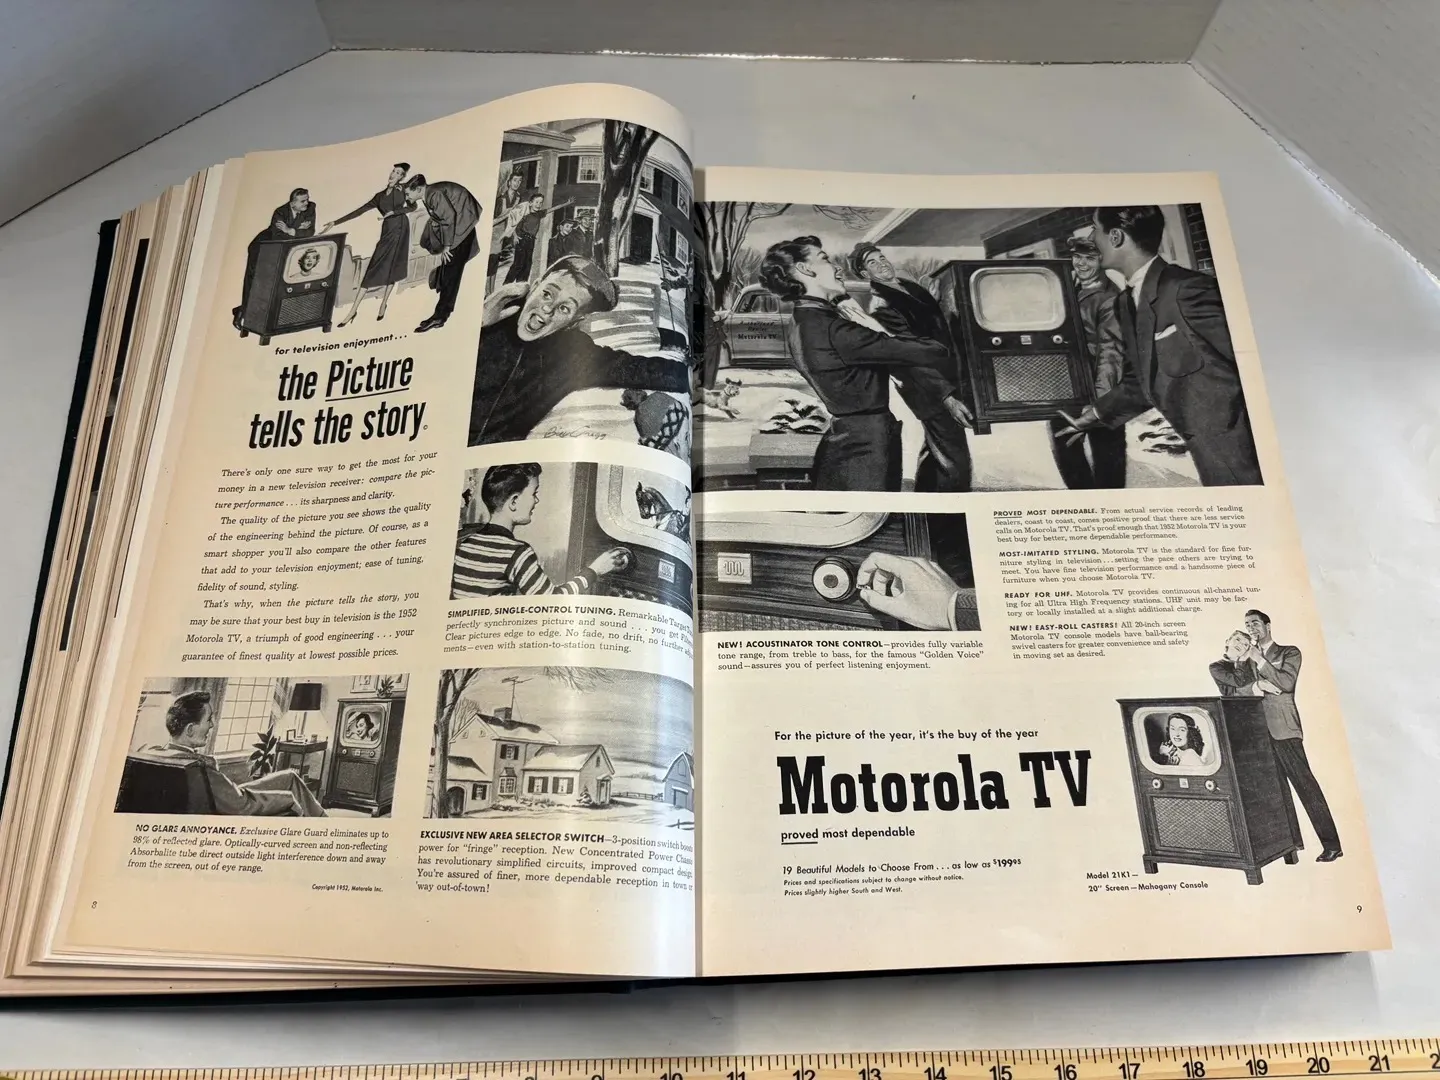 for television enjoyment...
the Picture
tells the story.
There's only one sure way to get the most for your
money in a new television receiver: compare the pic-
ture performance . . . its sharpness and clarity.
The quality of the picture you see shows the quality
of the engineering behind the picture. Of course, as a
smart shopper you'll also compare the other features
that add to your television enjoyment; ease of tuning,
fidelity of sound, styling.
That's why, when the picture tells the story, you
may be sure that your best buy in television is the 1952
Motorola TV, a triumph of good engineering . . . your
guarantee of finest quality at lowest possible prices.
NO GLARE ANNOYANCE. Exclusive Glare Guard eliminates up to
98% of reflected glare. Optically-curved screen and non-reflecting
Absorbalite tube direct outside light interference down and away
from the screen, out of eye range.
Copyright 1952, Motorola Inc.
8
SIMPLIFIED, SINGLE-CONTROL TUNING. Remarkable Target
perfectly synchronizes picture and sound . . . you get
Clear pictures edge to edge. No fade, no drift, no further
ments—even with station-to-station tuning.
EXCLUSIVE NEW AREA SELECTOR SWITCH—3-position switch
power for "fringe" reception. New Concentrated Power
has revolutionary simplified circuits, improved compact
You're assured of finer, more dependable reception in town or
'way out-of-town!
Motorola TV
NEW! ACOUSTINATOR TONE CONTROL—provides fully variable
tone range, from treble to bass, for the famous "Golden Voice"
sound—assures you of perfect listening enjoyment.
PROVED MOST DEPENDABLE. From actual service records of leading
dealers, coast to coast, comes positive proof that there are less service
calls on Motorola TV. That's proof enough that 1952 Motorola TV is your
best buy for better, more dependable performance.
MOST-IMITATED STYLING. Motorola TV is the standard for fine fur-
niture styling in television . . . setting the pace others are trying to
meet. You have fine television performance and a handsome piece of
furniture when you choose Motorola TV.
READY FOR UHF. Motorola TV provides continuous all-channel tun-
ing for all Ultra High Frequency stations. UHF unit may be fac-
tory or locally installed at a slight additional charge.
NEW! EASY-ROLL CASTERS! All 20-inch screen
Motorola TV console models have ball-bearing
swivel casters for greater convenience and safety
in moving set as desired.
For the picture of the year, it's the buy of the year
Motorola TV
proved most dependable
19 Beautiful Models to Choose From . . . as low as $19995
Prices and specifications subject to change without notice.
Prices slightly higher South and West.
Model 21K1—
20" Screen—Mahogany Console
9
10 11 12 13 14 15 16 17 18 19 20 21